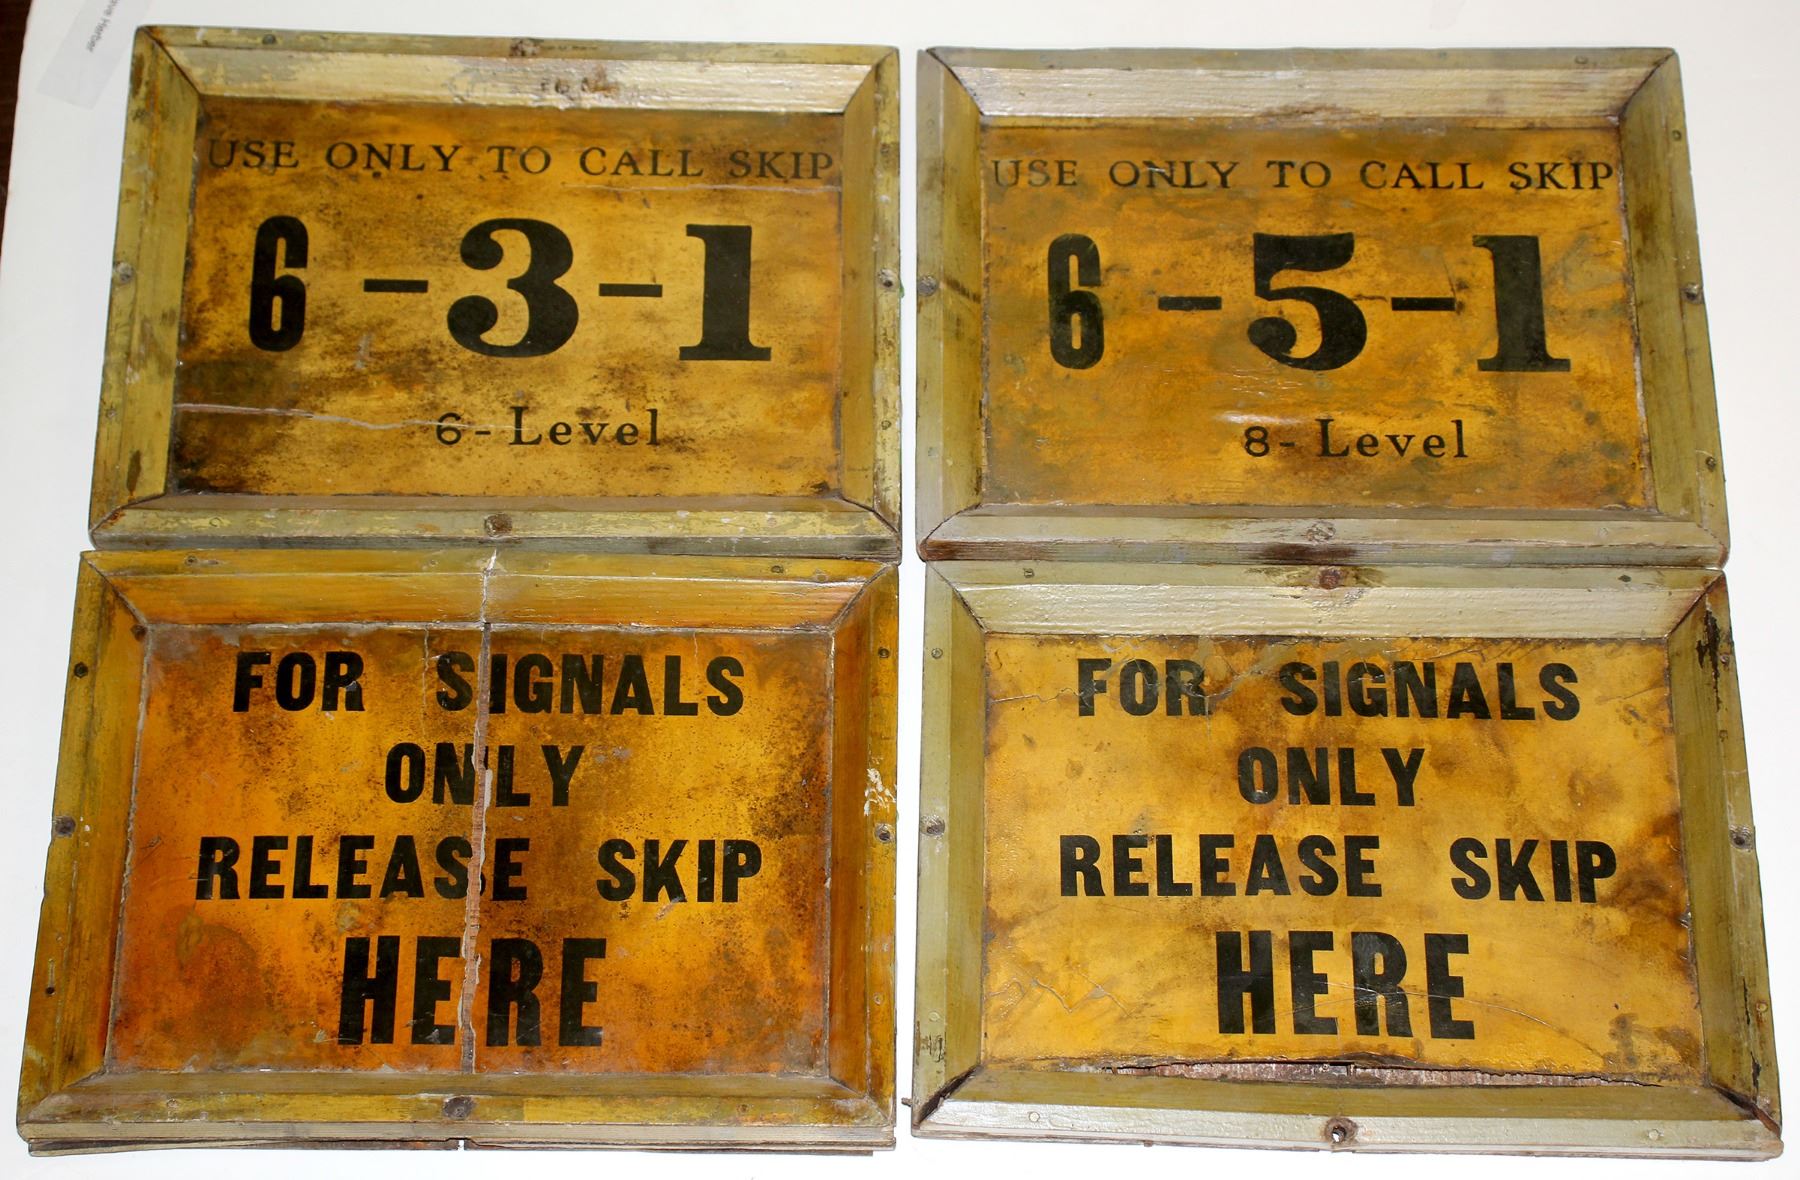 USE ONLY TO CALL SKIP
6-3-1
6-Level
USE ONLY TO CALL SKIP
6-5-1
8-Level
FOR SIGNALS
ONLY
RELEASE SKIP
HERE
FOR SIGNALS
ONLY
RELEASE SKIP
HERE